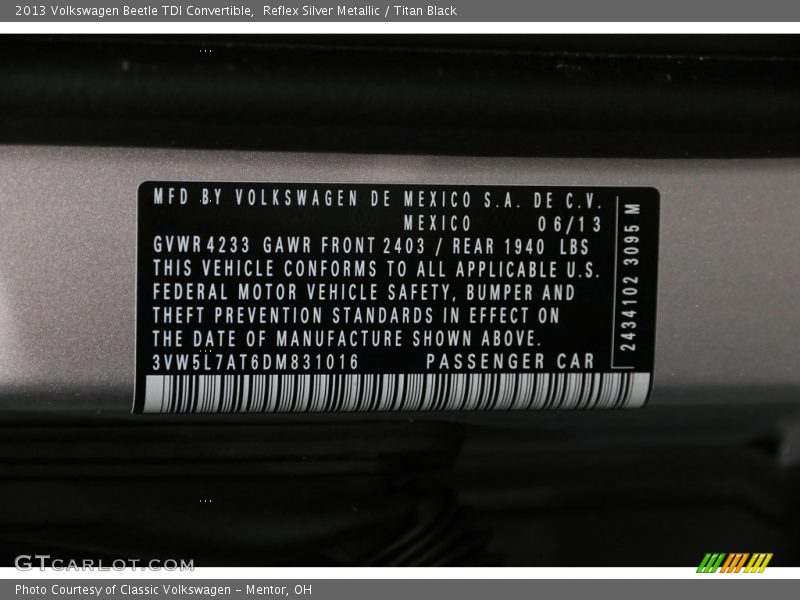 2013 Volkswagen Beetle TDI Convertible,  Reflex Silver Metallic / Titan Black
MFD BY VOLKSWAGEN DE MEXICO S.A. DE C.V.
MEXICO 06/13
GVWR 4233 GAWR FRONT 2403 / REAR 1940 LBS
THIS VEHICLE CONFORMS TO ALL APPLICABLE U.S.
FEDERAL MOTOR VEHICLE SAFETY, BUMPER AND
THEFT PREVENTION STANDARDS IN EFFECT ON
THE DATE OF MANUFACTURE SHOWN ABOVE.
3VW5L7AT6DM831016 PASSENGER CAR
2434102 3095 M
GTCARLOT.COM
Photo Courtesy of Classic Volkswagen - Mentor, OH